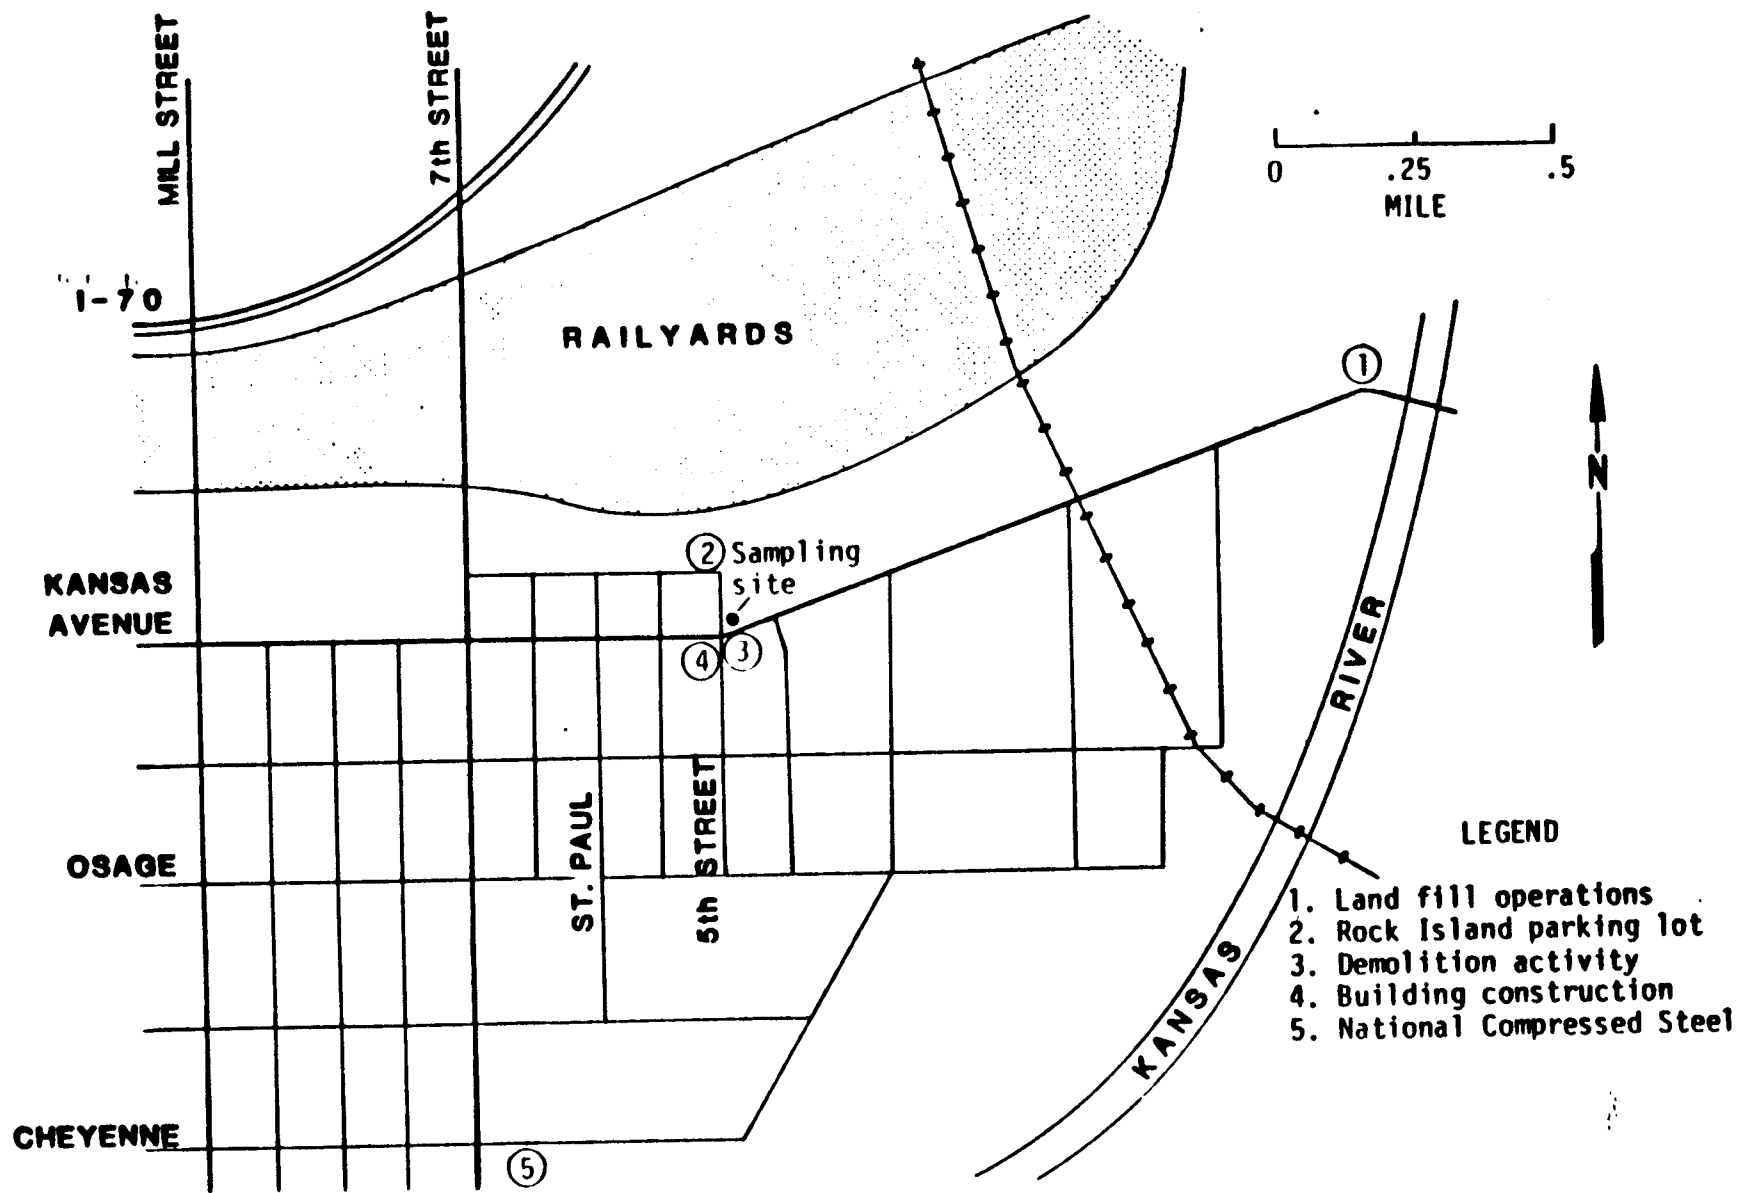 MILL STREET
7th STREET
0 .25 .5
MILE
I-70
RAILYARDS
1
N
2 Sampling
site
KANSAS
AVENUE
4 3
RIVER
ST. PAUL
5th STREET
OSAGE
LEGEND
1. Land fill operations
2. Rock Island parking lot
3. Demolition activity
4. Building construction
5. National Compressed Steel
KANSAS
CHEYENNE
5